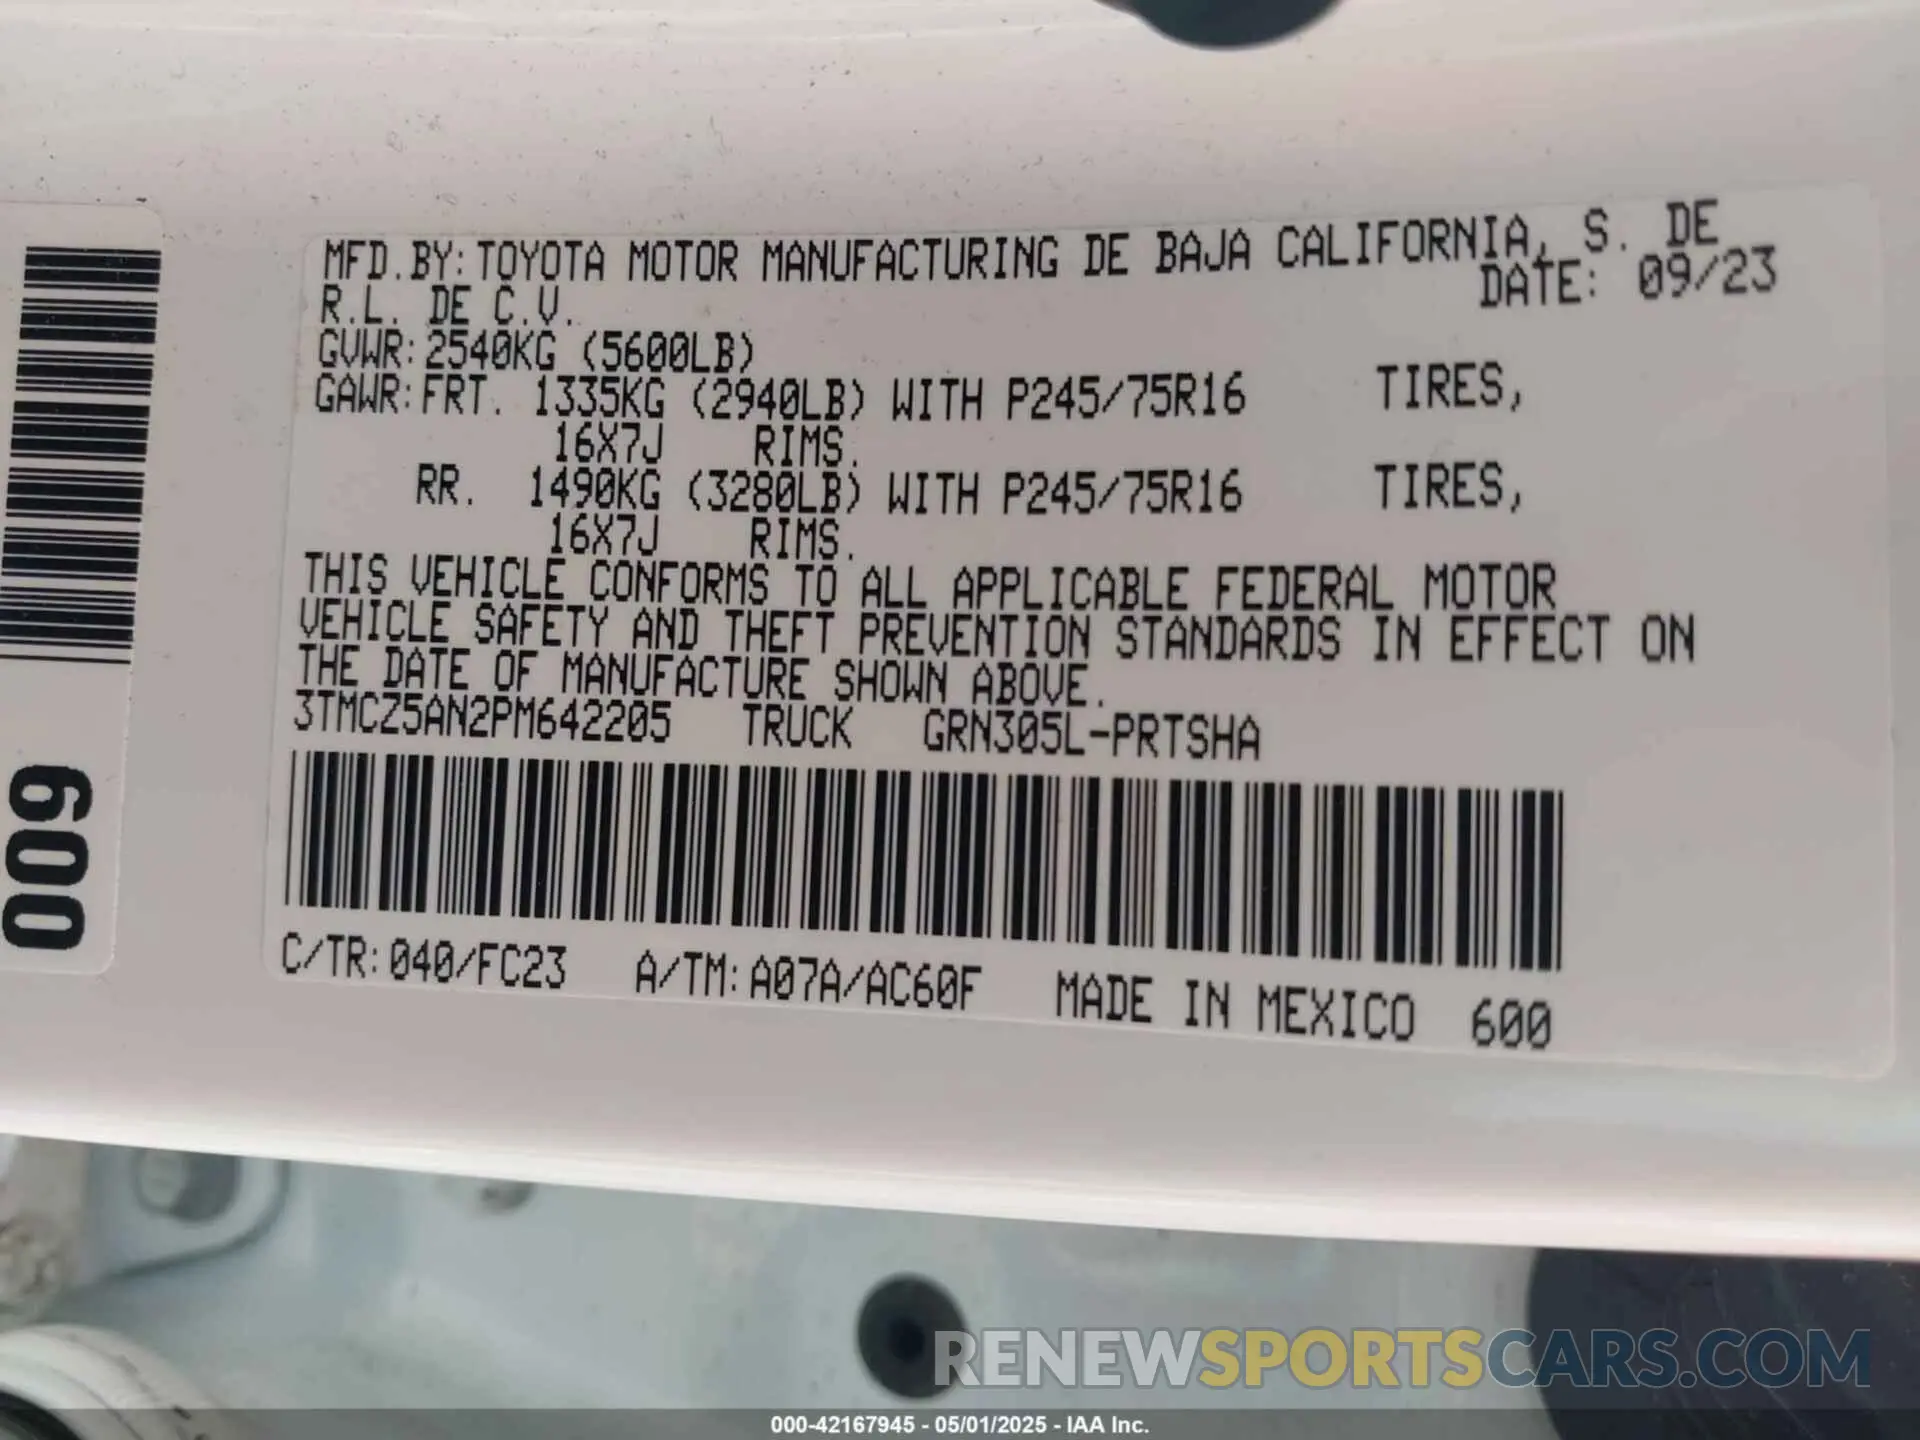 MFD.BY:TOYOTA MOTOR MANUFACTURING DE BAJA CALIFORNIA, S. DE
R.L. DE C.V. DATE: 09/23
GVWR:2540KG (5600LB)
GAWR:FRT. 1335KG (2940LB) WITH P245/75R16 TIRES,
16X7J RIMS.
RR. 1490KG (3280LB) WITH P245/75R16 TIRES,
16X7J RIMS.
THIS VEHICLE CONFORMS TO ALL APPLICABLE FEDERAL MOTOR
VEHICLE SAFETY AND THEFT PREVENTION STANDARDS IN EFFECT ON
THE DATE OF MANUFACTURE SHOWN ABOVE.
3TMCZ5AN2PM642205 TRUCK GRN305L-PRTSHA
C/TR:040/FC23 A/TM:A07A/AC60F MADE IN MEXICO 600
009
RENEWSPORTSCARS.COM
000-42167945 - 05/01/2025 - IAA Inc.